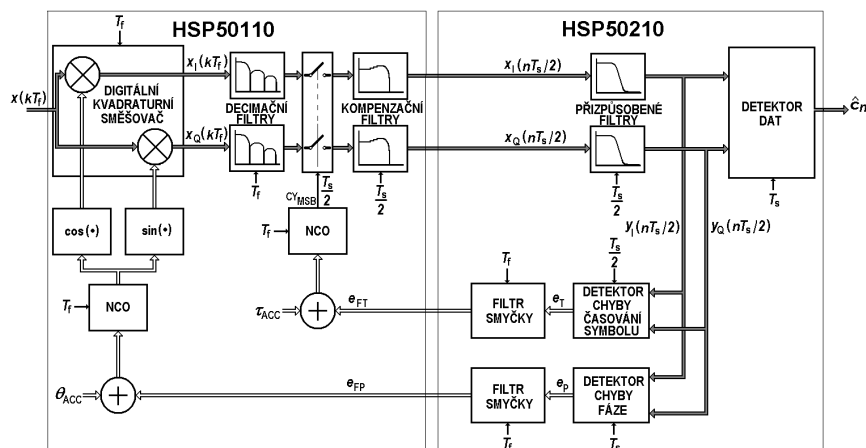 HSP50110
HSP50210
T_f
x(kT_f)
DIGITÁLNÍ
KVADRATURNÍ
SMĚŠOVAČ
x_I(kT_f)
x_Q(kT_f)
DECIMAČNÍ
FILTRY
T_f
KOMPENZAČNÍ
FILTRY
T_s/2
CY_MSB
T_s/2
x_I(nT_s/2)
x_Q(nT_s/2)
PŘIZPŮSOBENÉ
FILTRY
T_s/2
DETEKTOR
DAT
ĉ_n
T_s
cos(•)
sin(•)
T_f
NCO
T_f
NCO
y_I(nT_s/2)
y_Q(nT_s/2)
τ_ACC
+
e_FT
T_f
FILTR
SMYČKY
e_T
T_s/2
DETEKTOR
CHYBY
ČASOVÁNÍ
SYMBOLU
θ_ACC
+
e_FP
FILTR
SMYČKY
T_f
e_P
DETEKTOR
CHYBY
FÁZE
T_s